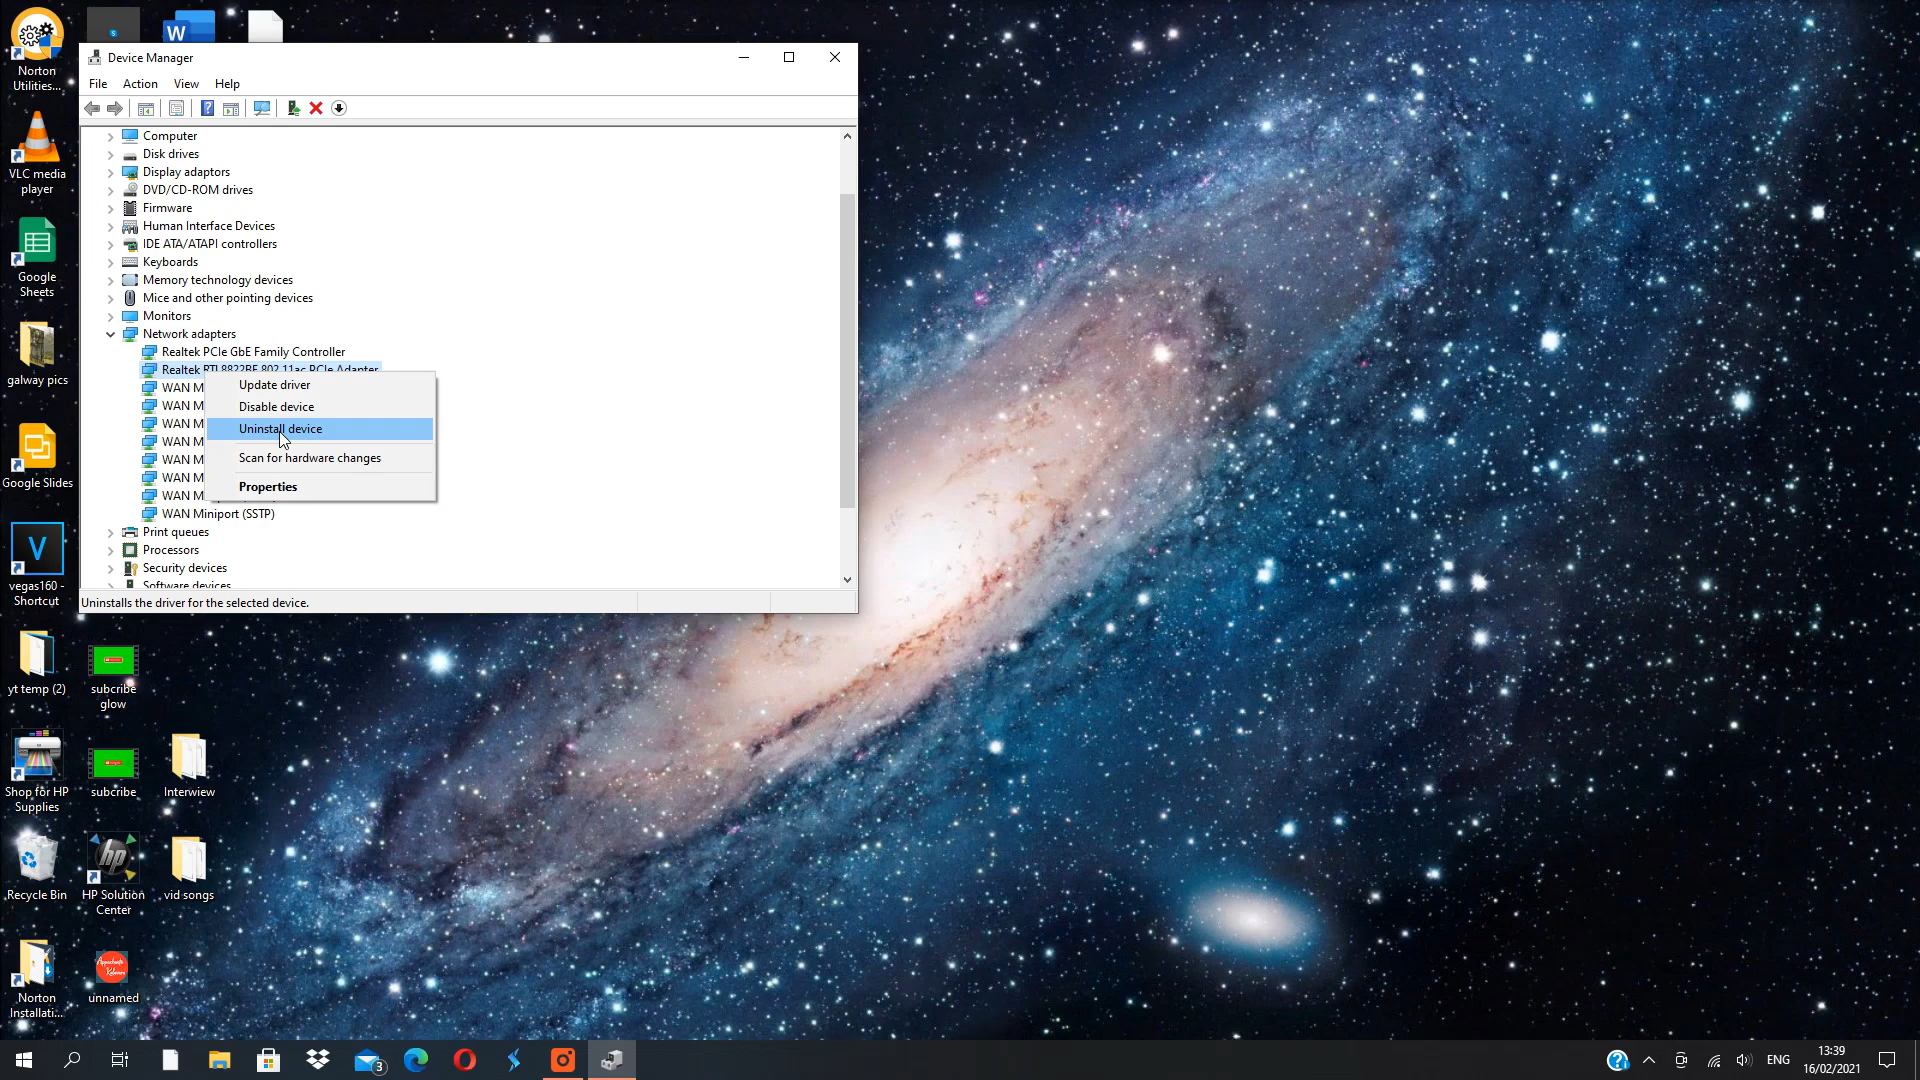 Device Manager
File Action View Help
Computer
Disk drives
Display adaptors
DVD/CD-ROM drives
Firmware
Human Interface Devices
IDE ATA/ATAPI controllers
Keyboards
Memory technology devices
Mice and other pointing devices
Monitors
Network adapters
Realtek PCIe GbE Family Controller
Realtek RTL8822BE 802.11ac PCIe Adapter
WAN M
WAN M
WAN M
WAN M
WAN M
WAN M
WAN M
WAN Miniport (SSTP)
Print queues
Processors
Security devices
Software devices
Uninstalls the driver for the selected device.
Update driver
Disable device
Uninstall device
Scan for hardware changes
Properties
Norton
Utilities...
VLC media
player
Google
Sheets
galway pics
Google Slides
V
vegas160 -
Shortcut
yt temp (2)
subcribe
glow
Shop for HP
Supplies
subcribe
Interwiew
Recycle Bin
hp
HP Solution
Center
vid songs
Norton
Installati...
unnamed
W
3
ENG
13:39
16/02/2021